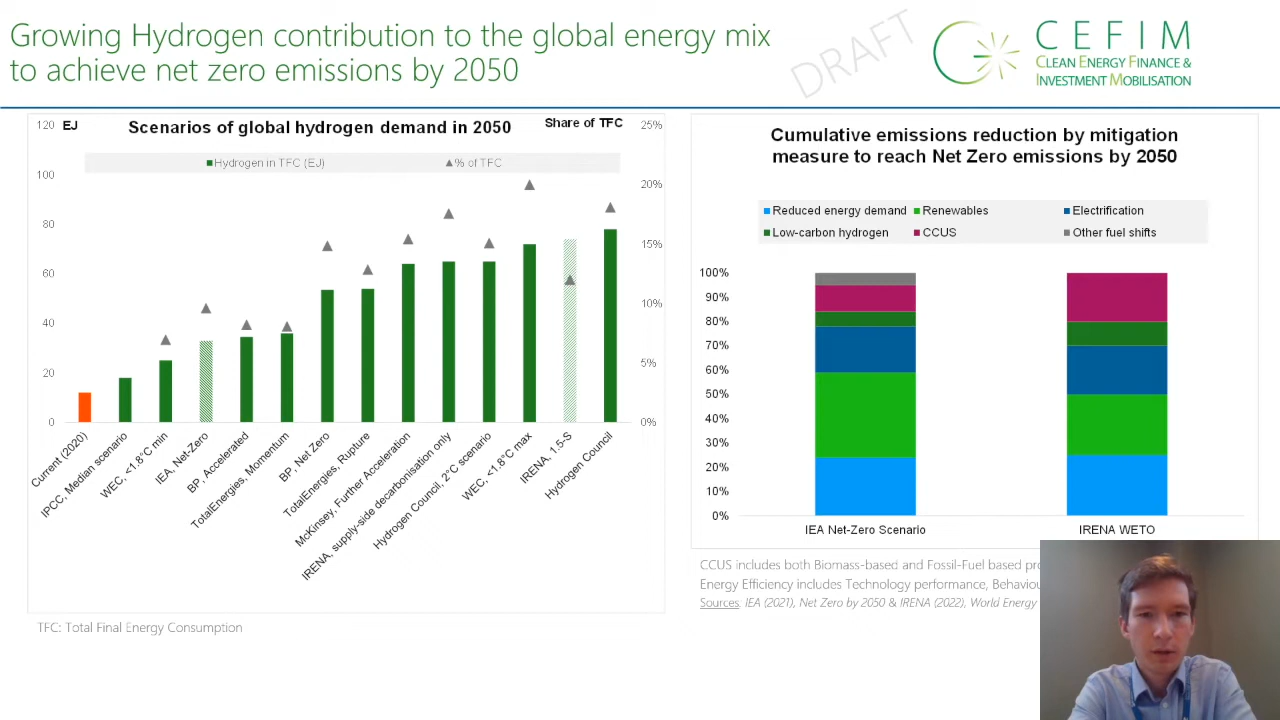 Growing Hydrogen contribution to the global energy mix
to achieve net zero emissions by 2050
DRAFT
CEFIM
CLEAN ENERGY FINANCE &
INVESTMENT MOBILISATION
120 EJ
Scenarios of global hydrogen demand in 2050
Share of TFC
25%
Hydrogen in TFC (EJ)
% of TFC
100
80
60
40
20
0
20%
15%
10%
5%
0%
Current (2020)
IPCC, Median scenario
WEC, <1.8°C min
IEA, Net-Zero
BP, Accelerated
TotalEnergies, Momentum
BP, Net Zero
TotalEnergies, Rupture
McKinsey, Further Acceleration
IRENA, supply-side decarbonisation only
Hydrogen Council, 2°C scenario
WEC, <1.8°C max
IRENA, 1.5-S
Hydrogen Council
TFC: Total Final Energy Consumption
Cumulative emissions reduction by mitigation
measure to reach Net Zero emissions by 2050
Reduced energy demand
Renewables
Electrification
Low-carbon hydrogen
CCUS
Other fuel shifts
100%
90%
80%
70%
60%
50%
40%
30%
20%
10%
0%
IEA Net-Zero Scenario
IRENA WETO
CCUS includes both Biomass-based and Fossil-Fuel based
Energy Efficiency includes Technology performance,
Sources: IEA (2021), Net Zero by 2050 & IRENA (2022), World Energy